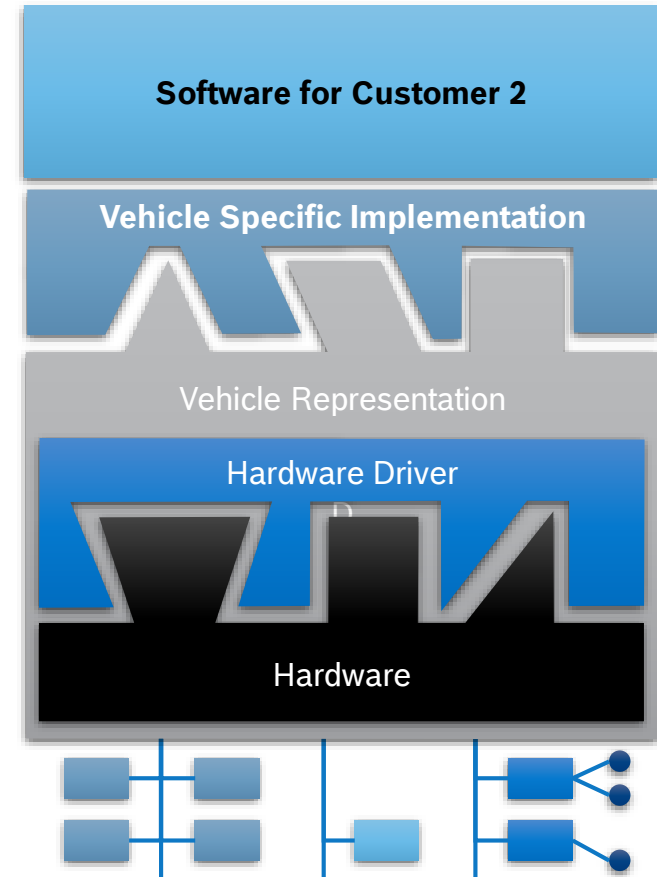 Software for Customer 2
Vehicle Specific Implementation
Vehicle Representation
Hardware Driver
D
Hardware